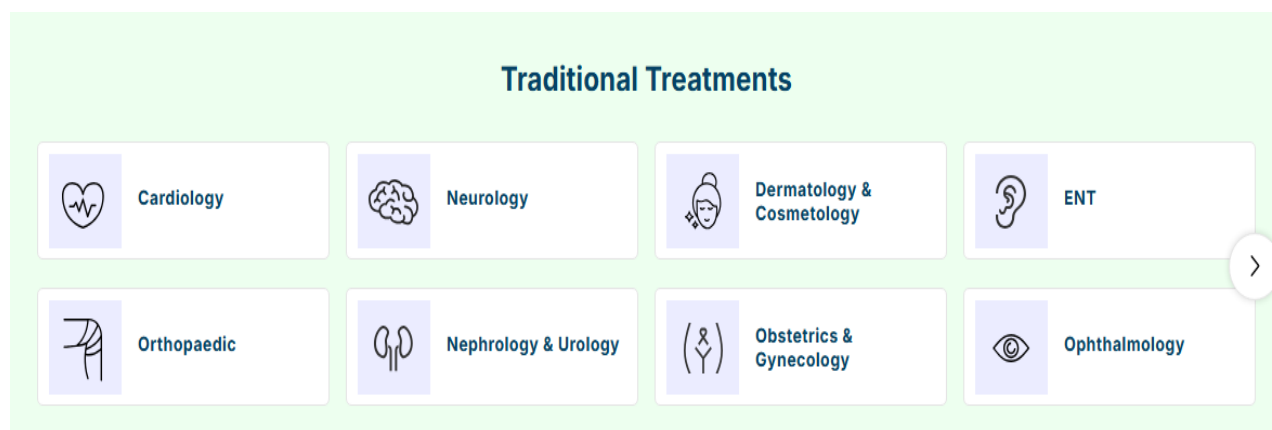 Traditional Treatments
Cardiology
Neurology
Dermatology &
Cosmetology
ENT
Orthopaedic
Nephrology & Urology
Obstetrics &
Gynecology
Ophthalmology